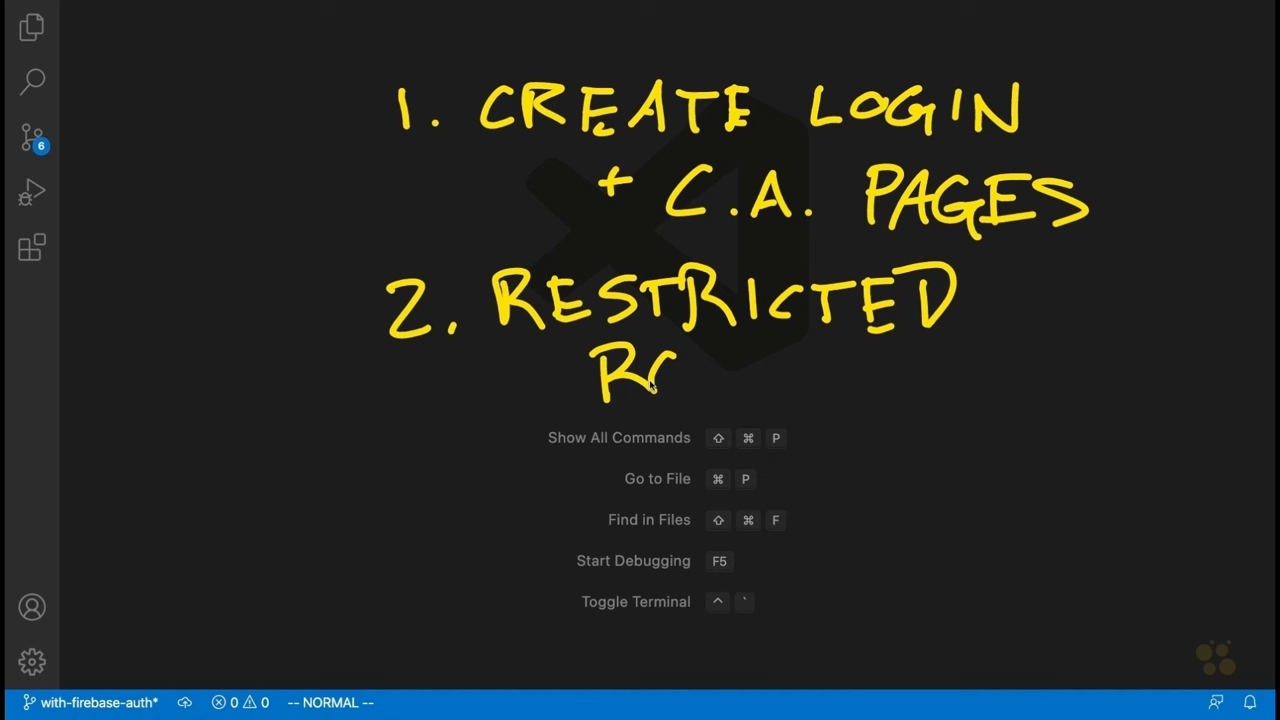 1. CREATE LOGIN
+ C.A. PAGES
2. RESTRICTED
Show All Commands ⇧ ⌘ P
Go to File ⌘ P
Find in Files ⇧ ⌘ F
Start Debugging F5
Toggle Terminal ^ `
6
with-firebase-auth* 0 0 -- NORMAL --